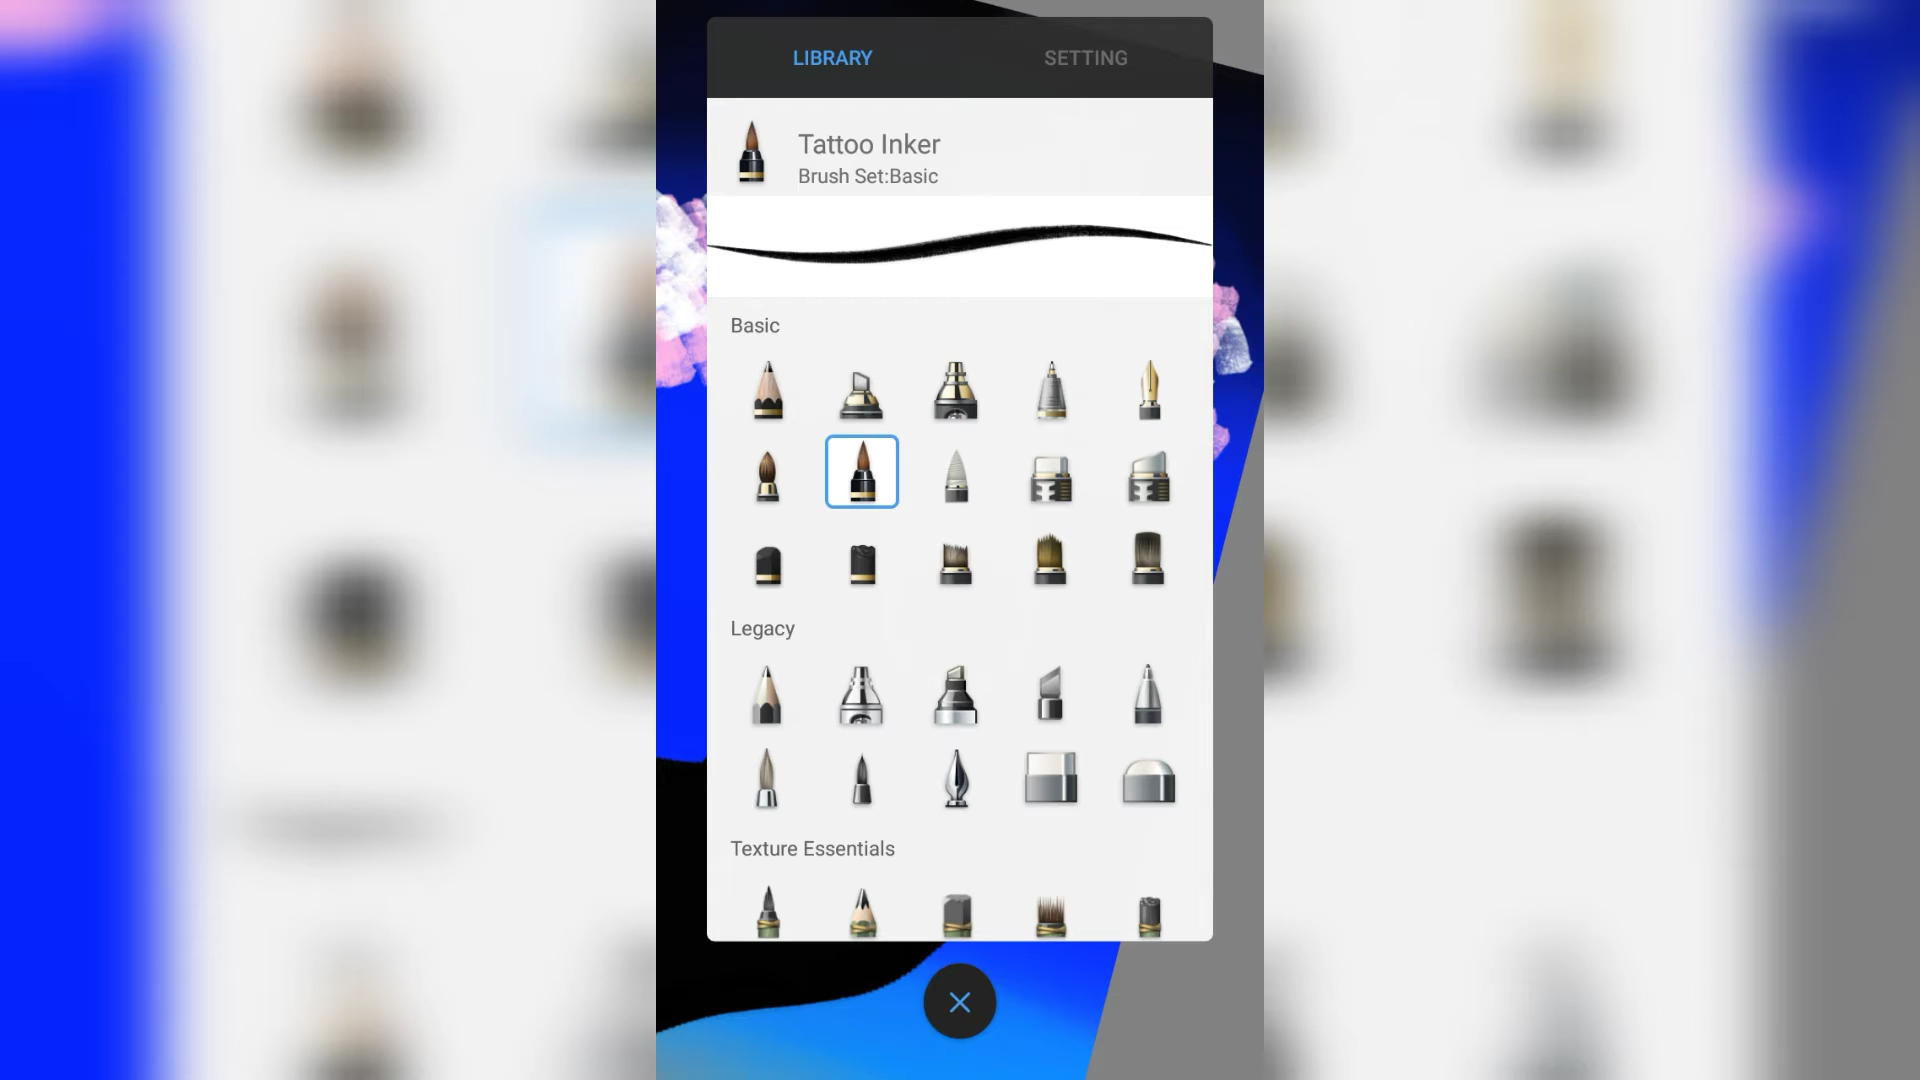 LIBRARY SETTING
Tattoo Inker
Brush Set:Basic
Basic
Legacy
Texture Essentials